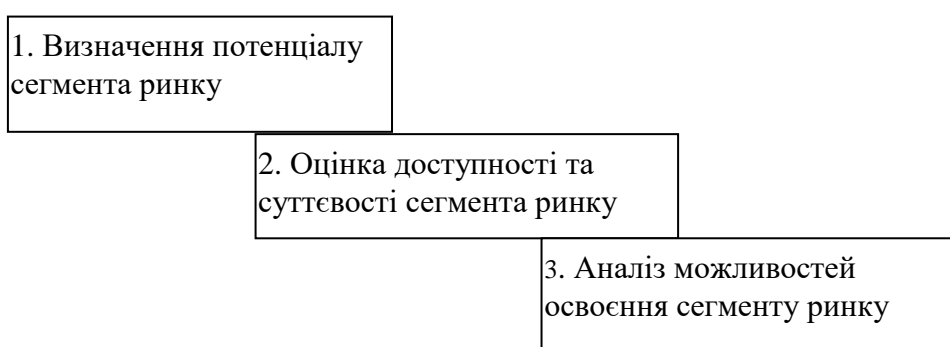 1. Визначення потенціалу
сегмента ринку
2. Оцінка доступності та
суттєвості сегмента ринку
3. Аналіз можливостей
освоєння сегменту ринку